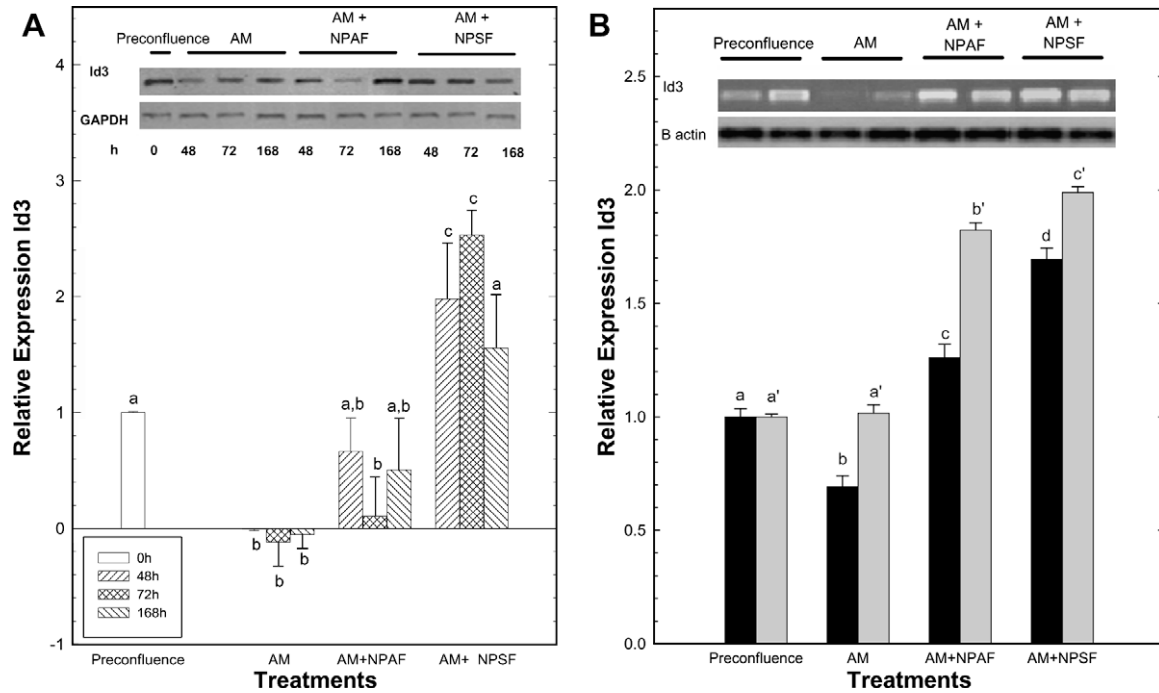 A
Preconfluence AM AM + NPAF AM + NPSF
Id3
GAPDH
h 0 48 72 168 48 72 168 48 72 168
Relative Expression Id3
4
3
2
1
0
-1
a
b b b
a,b b a,b
c c a
0h
48h
72h
168h
Preconfluence AM AM+NPAF AM+ NPSF
Treatments
B
Preconfluence AM AM + NPAF AM + NPSF
Id3
B actin
Relative Expression Id3
2.5
2.0
1.5
1.0
0.5
0.0
a a'
b a'
c b'
d c'
Preconfluence AM AM+NPAF AM+NPSF
Treatments